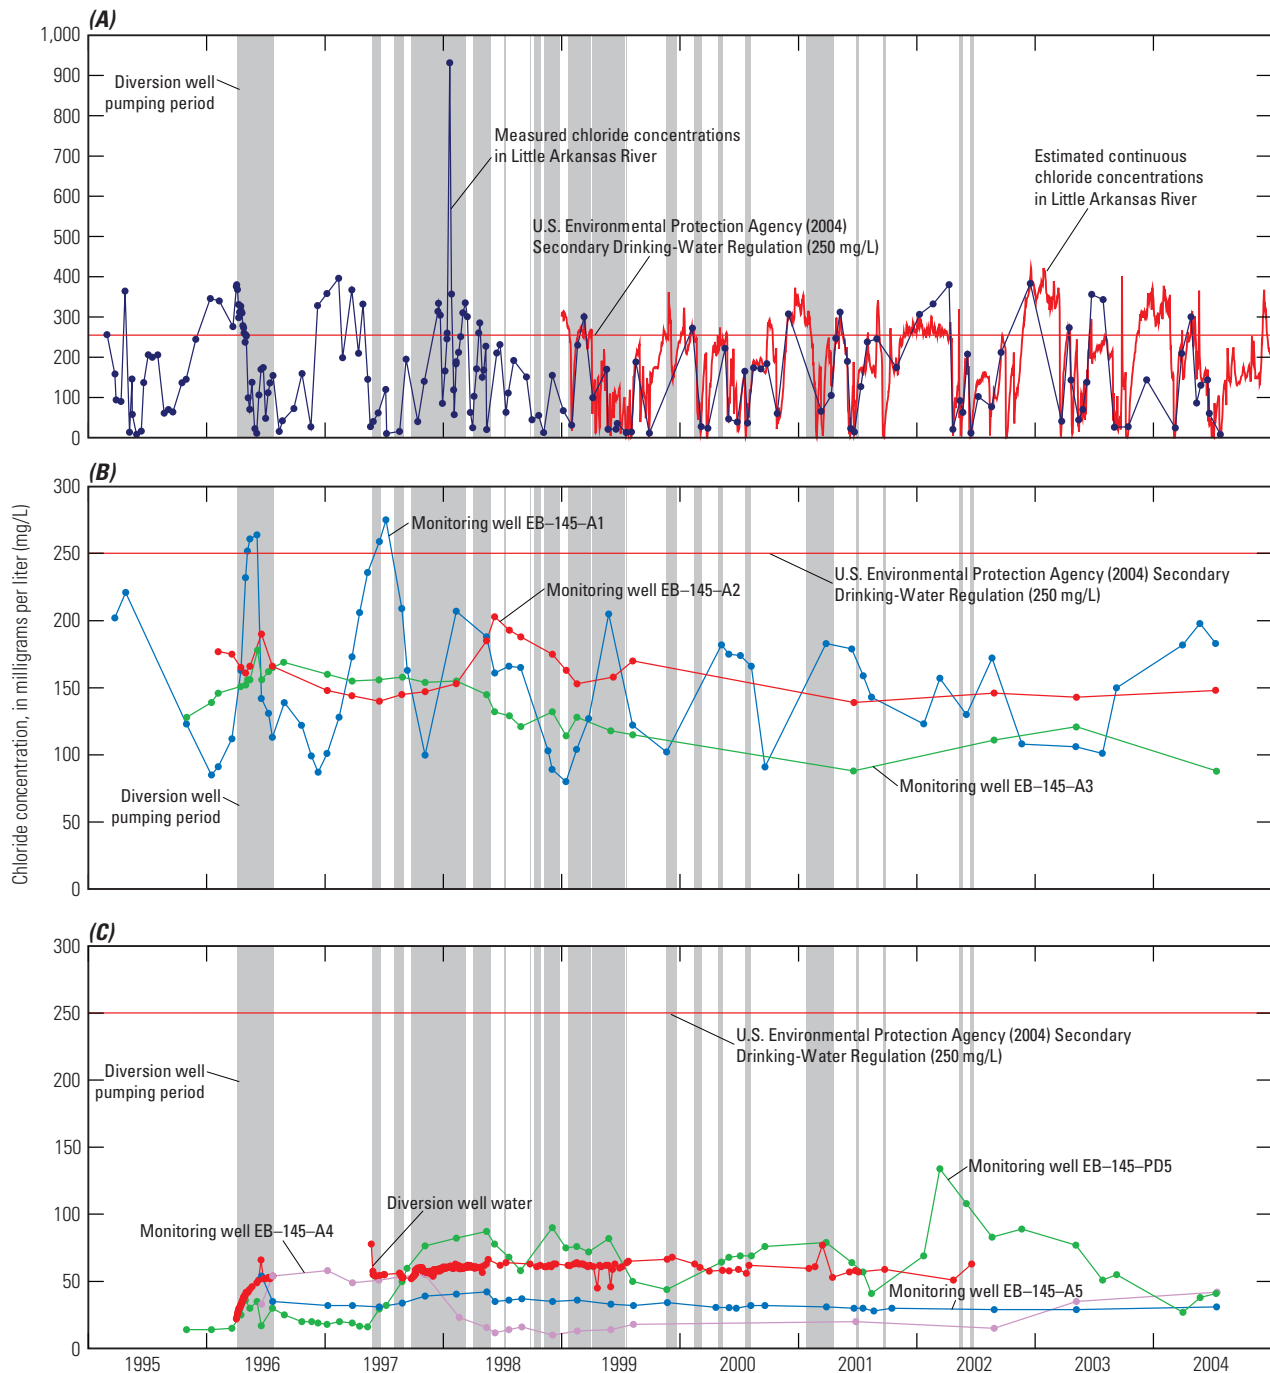 (A)
1,000
900
800
700
600
500
400
300
200
100
0
Diversion well
pumping period
Measured chloride concentrations
in Little Arkansas River
U.S. Environmental Protection Agency (2004)
Secondary Drinking-Water Regulation (250 mg/L)
Estimated continuous
chloride concentrations
in Little Arkansas River
Chloride concentration, in milligrams per liter (mg/L)
(B)
300
250
200
150
100
50
0
Monitoring well EB–145–A1
Monitoring well EB–145–A2
U.S. Environmental Protection Agency (2004) Secondary
Drinking-Water Regulation (250 mg/L)
Monitoring well EB–145–A3
Diversion well
pumping period
(C)
300
250
200
150
100
50
0
U.S. Environmental Protection Agency (2004) Secondary
Drinking-Water Regulation (250 mg/L)
Diversion well
pumping period
Monitoring well EB–145–PD5
Diversion well water
Monitoring well EB–145–A4
Monitoring well EB–145–A5
1995 1996 1997 1998 1999 2000 2001 2002 2003 2004